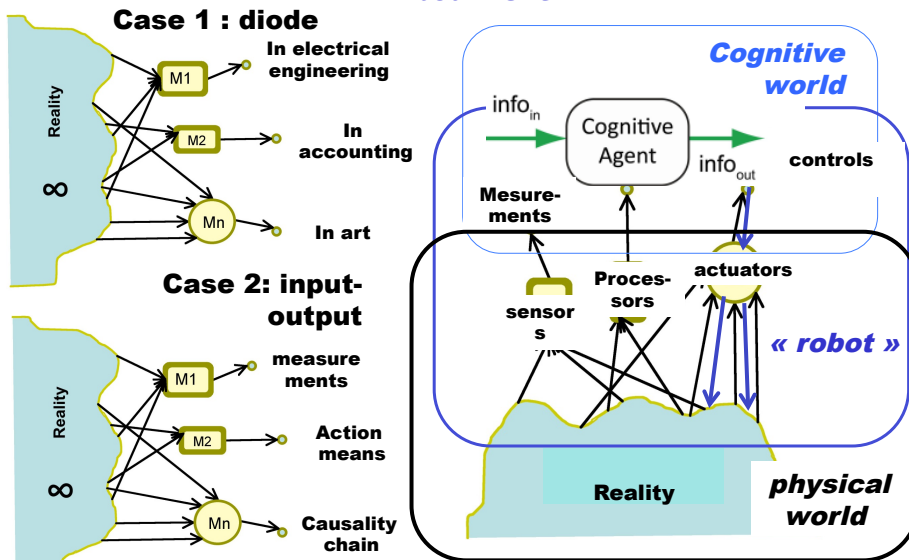 Case 1 : diode
In electrical
engineering
M1
Reality
M2
In
accounting
∞
Mn
In art
Case 2: input-
output
measure
ments
M1
Reality
M2
Action
means
∞
Mn
Causality
chain
Cognitive
world
info_in
Cognitive
Agent
info_out
controls
Mesure-
ments
actuators
Proces-
sors
sensor
s
« robot »
Reality
physical
world